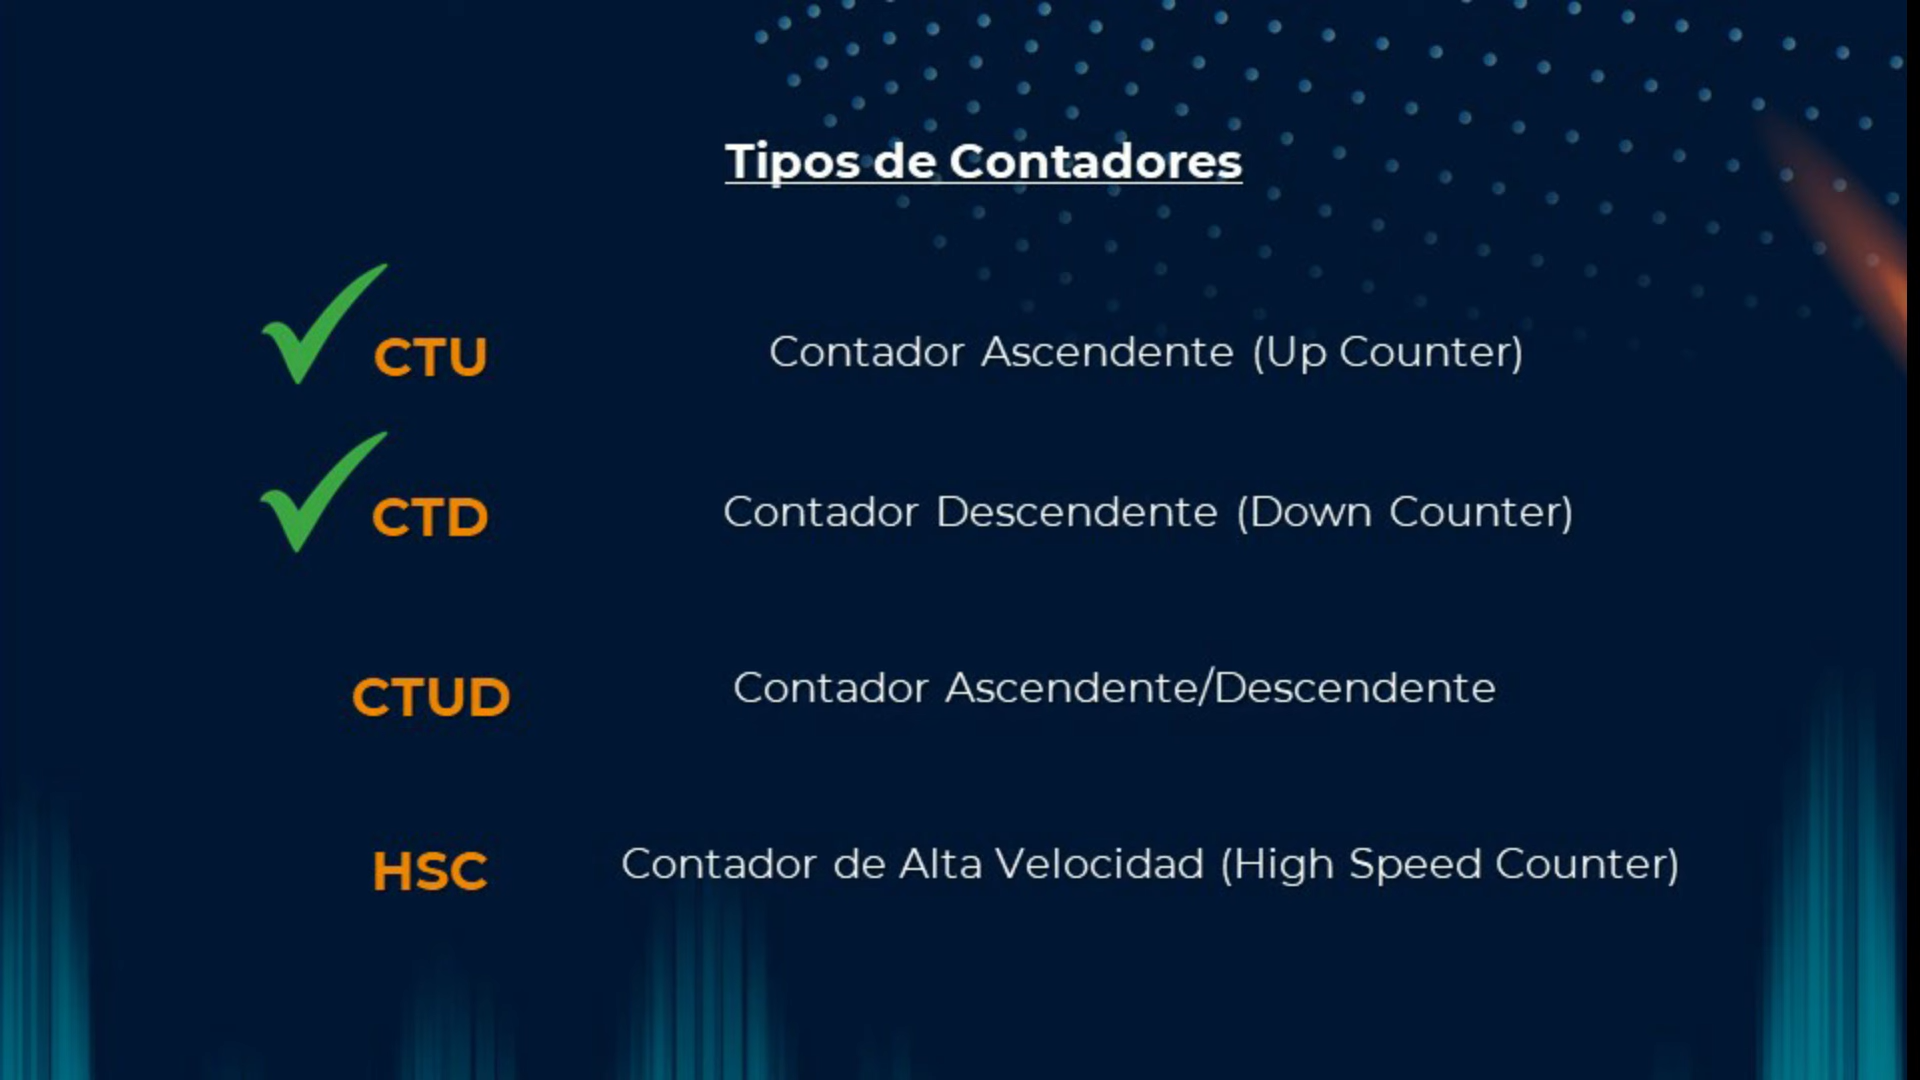 Tipos de Contadores
CTU Contador Ascendente (Up Counter)
CTD Contador Descendente (Down Counter)
CTUD Contador Ascendente/Descendente
HSC Contador de Alta Velocidad (High Speed Counter)